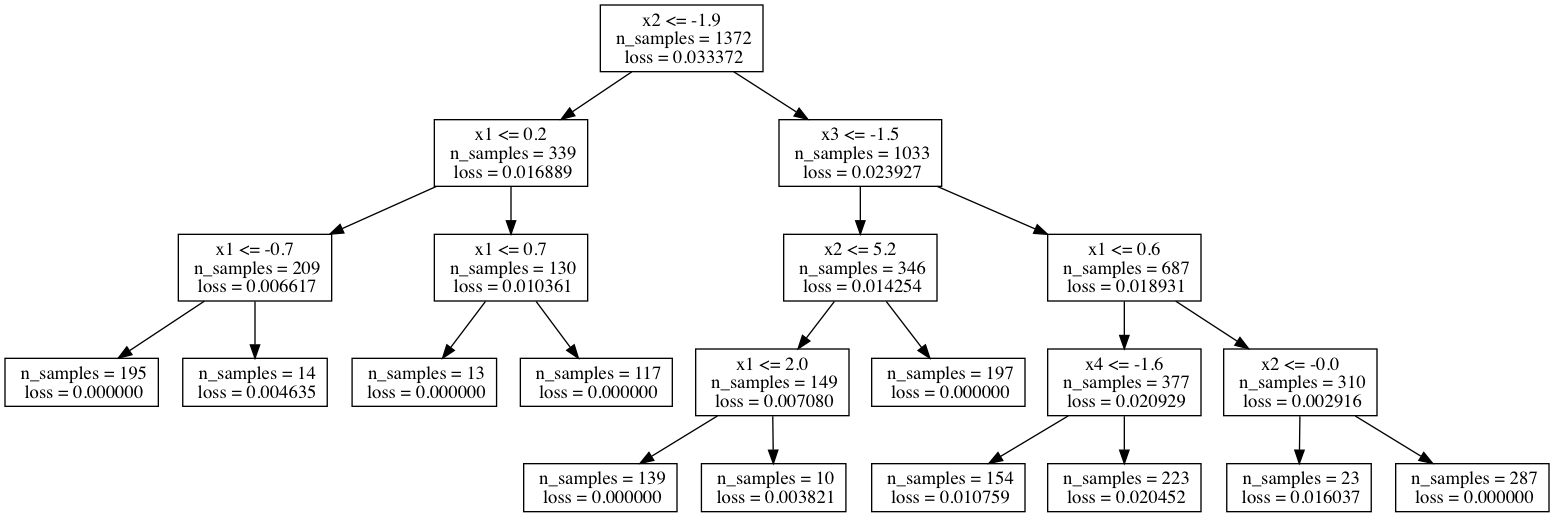 x2 <= -1.9
n_samples = 1372
loss = 0.033372
x1 <= 0.2
n_samples = 339
loss = 0.016889
x3 <= -1.5
n_samples = 1033
loss = 0.023927
x1 <= -0.7
n_samples = 209
loss = 0.006617
x1 <= 0.7
n_samples = 130
loss = 0.010361
x2 <= 5.2
n_samples = 346
loss = 0.014254
x1 <= 0.6
n_samples = 687
loss = 0.018931
n_samples = 195
loss = 0.000000
n_samples = 14
loss = 0.004635
n_samples = 13
loss = 0.000000
n_samples = 117
loss = 0.000000
x1 <= 2.0
n_samples = 149
loss = 0.007080
n_samples = 197
loss = 0.000000
x4 <= -1.6
n_samples = 377
loss = 0.020929
x2 <= -0.0
n_samples = 310
loss = 0.002916
n_samples = 139
loss = 0.000000
n_samples = 10
loss = 0.003821
n_samples = 154
loss = 0.010759
n_samples = 223
loss = 0.020452
n_samples = 23
loss = 0.016037
n_samples = 287
loss = 0.000000